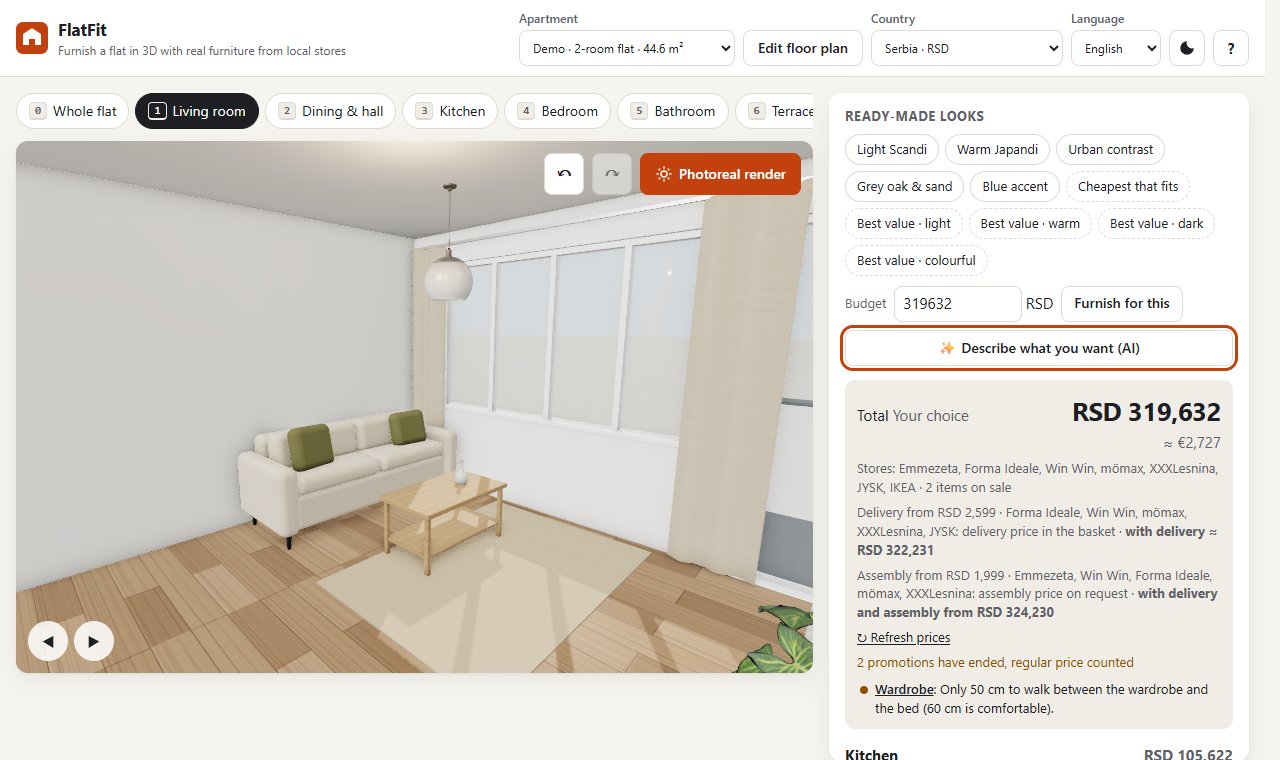 FlatFit
Furnish a flat in 3D with real furniture from local stores
Apartment
Demo · 2-room flat · 44.6 m²
Edit floor plan
Country
Serbia · RSD
Language
English
?
0 Whole flat
1 Living room
2 Dining & hall
3 Kitchen
4 Bedroom
5 Bathroom
6 Terrace
Photoreal render
READY-MADE LOOKS
Light Scandi
Warm Japandi
Urban contrast
Grey oak & sand
Blue accent
Cheapest that fits
Best value · light
Best value · warm
Best value · dark
Best value · colourful
Budget 319632 RSD Furnish for this
✨ Describe what you want (AI)
Total Your choice RSD 319,632
≈ €2,727
Stores: Emmezeta, Forma Ideale, Win Win, mömax, XXXLesnina,
JYSK, IKEA · 2 items on sale
Delivery from RSD 2,599 · Forma Ideale, Win Win, mömax,
XXXLesnina, JYSK: delivery price in the basket · with delivery ≈
RSD 322,231
Assembly from RSD 1,999 · Emmezeta, Win Win, Forma Ideale,
mömax, XXXLesnina: assembly price on request · with delivery
and assembly from RSD 324,230
↻ Refresh prices
2 promotions have ended, regular price counted
Wardrobe: Only 50 cm to walk between the wardrobe and
the bed (60 cm is comfortable).
Kitchen RSD 105,622